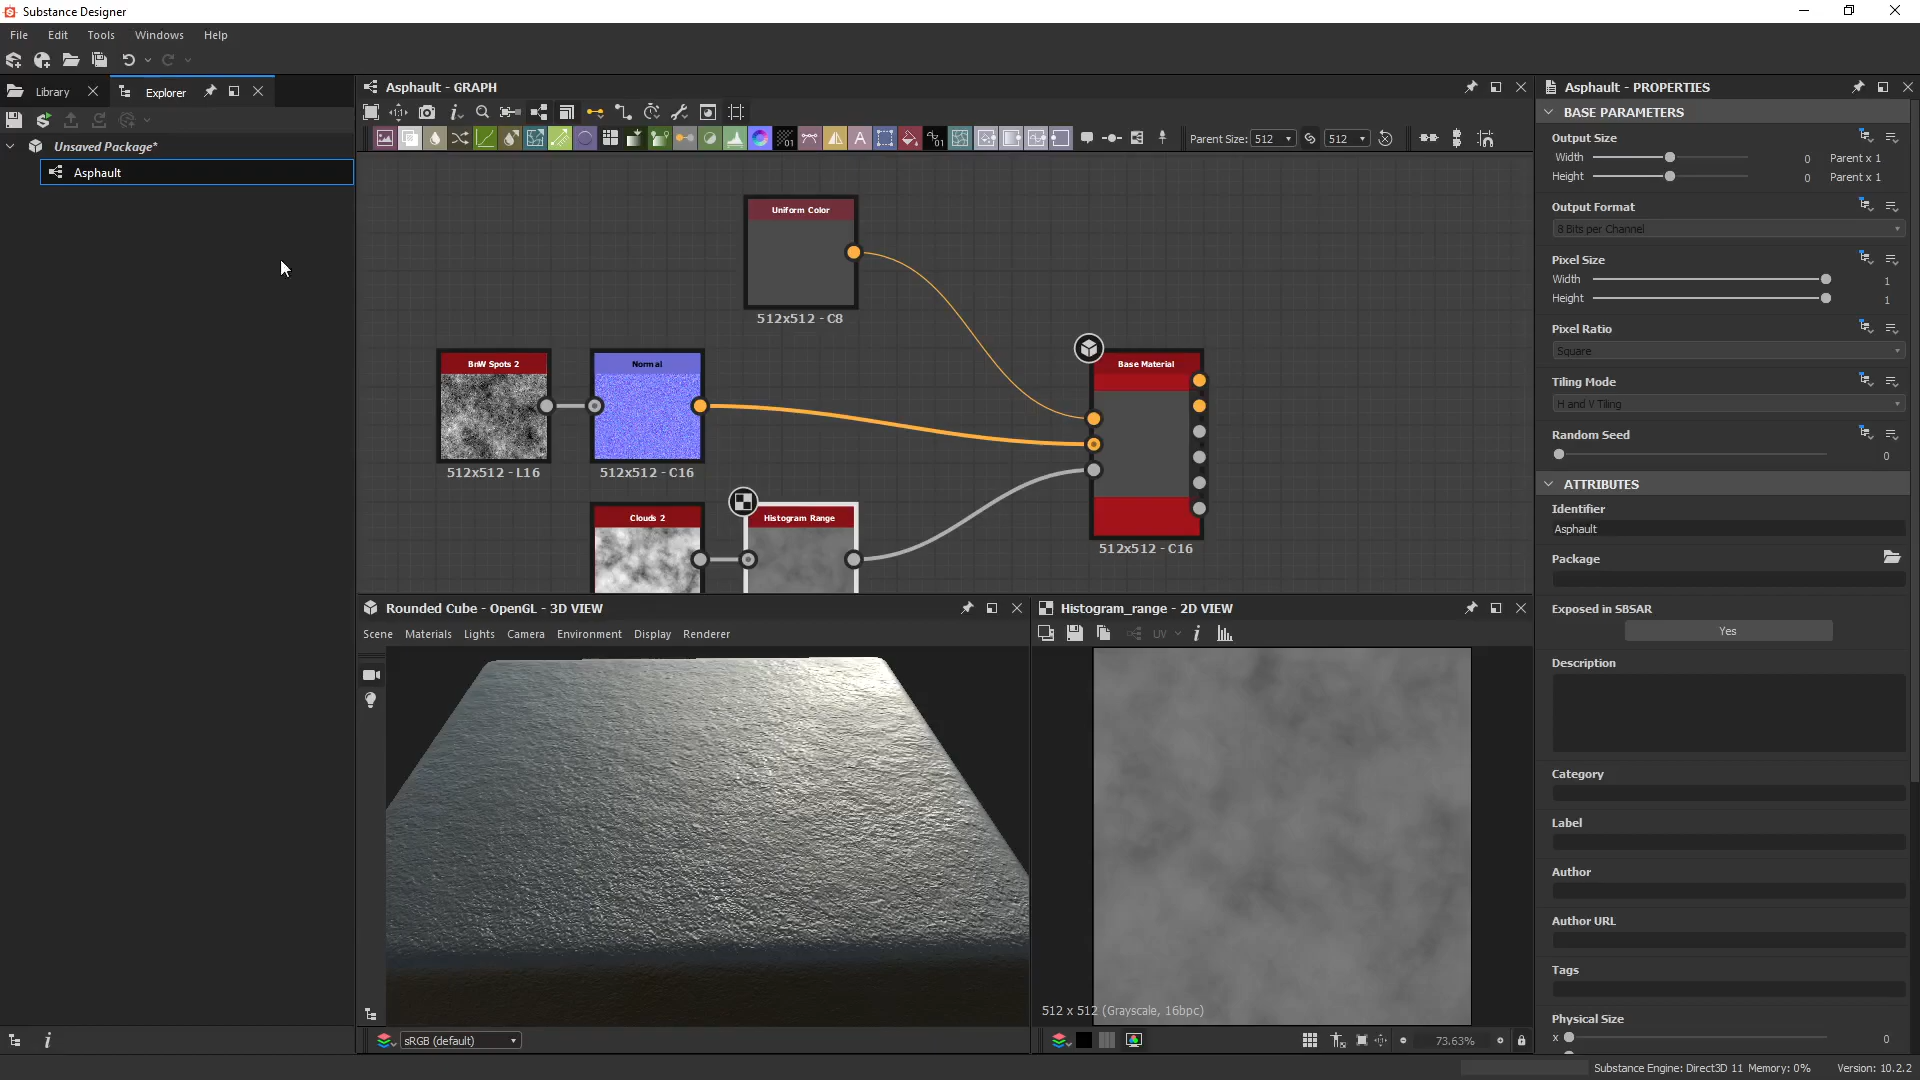 Substance Designer
File Edit Tools Windows Help
Library
Explorer
Unsaved Package*
Asphault
Asphault - GRAPH
Parent Size: 512
512
Uniform Color
512x512 - C8
BnW Spots 2
512x512 - L16
Normal
512x512 - C16
Clouds 2
Histogram Range
Base Material
512x512 - C16
Rounded Cube - OpenGL - 3D VIEW
Scene Materials Lights Camera Environment Display Renderer
sRGB (default)
Histogram_range - 2D VIEW
UV
512 x 512 (Grayscale, 16bpc)
73.63%
Asphault - PROPERTIES
BASE PARAMETERS
Output Size
Width 0 Parent x 1
Height 0 Parent x 1
Output Format
8 Bits per Channel
Pixel Size
Width 1
Height 1
Pixel Ratio
Square
Tiling Mode
H and V Tiling
Random Seed
0
ATTRIBUTES
Identifier
Asphault
Package
Exposed in SBSAR
Yes
Description
Category
Label
Author
Author URL
Tags
Physical Size
X 0
Substance Engine: Direct3D 11 Memory: 0% Version: 10.2.2